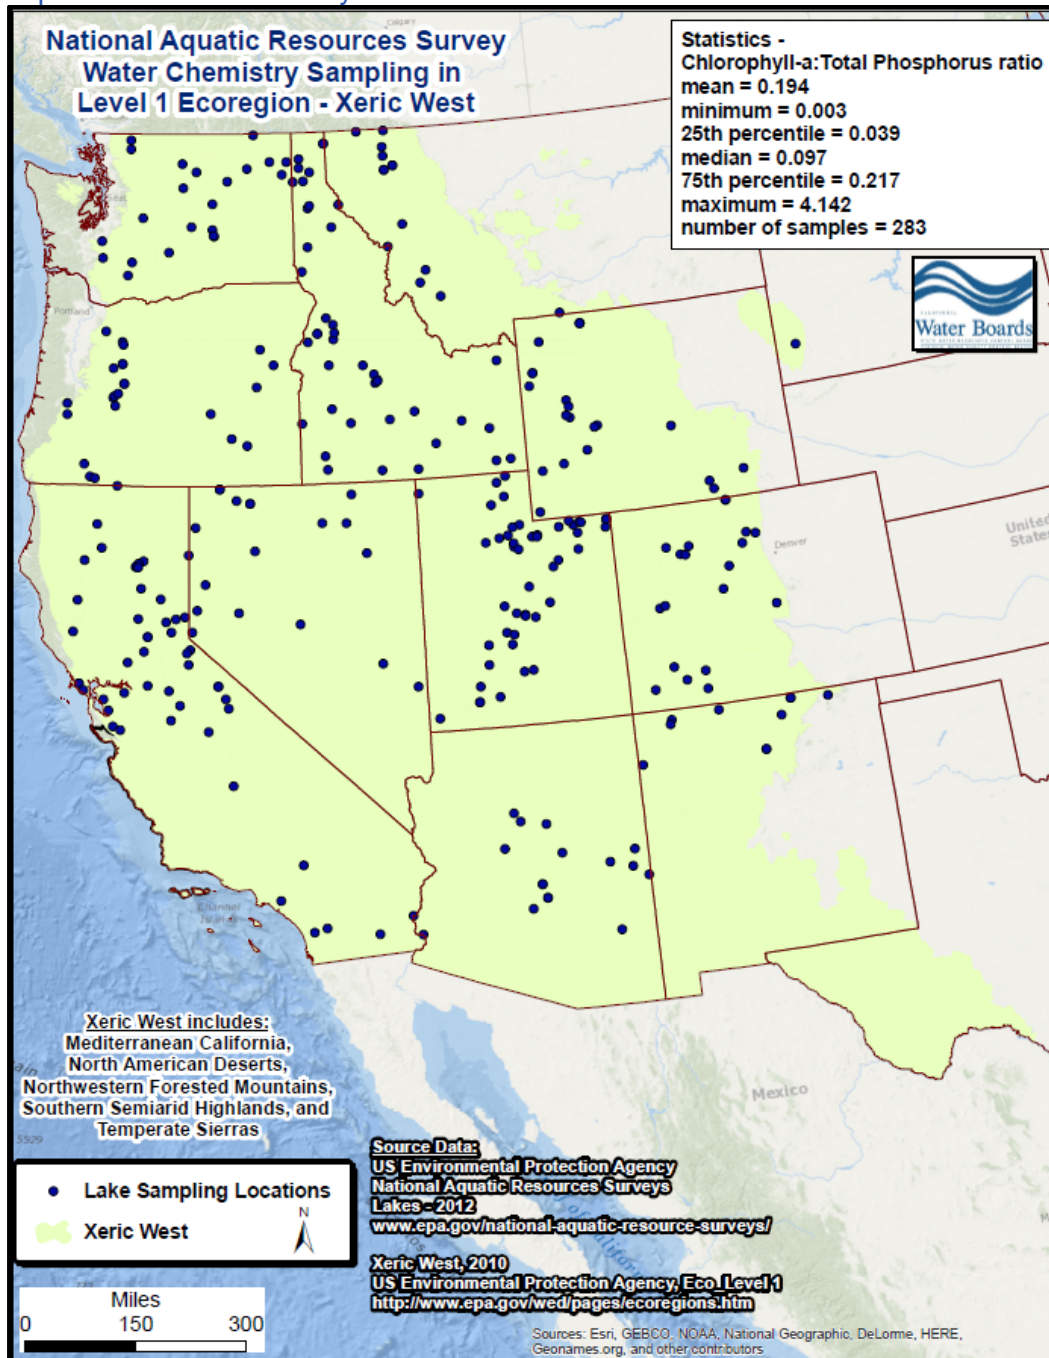 National Aquatic Resources Survey
Water Chemistry Sampling in
Level 1 Ecoregion - Xeric West
Statistics -
Chlorophyll-a:Total Phosphorus ratio
mean = 0.194
minimum = 0.003
25th percentile = 0.039
median = 0.097
75th percentile = 0.217
maximum = 4.142
number of samples = 283
Calgary
CALIFORNIA
Water Boards
Portland
Denver
United
States
Channel
Islands
Mexico
Xeric West includes:
Mediterranean California,
North American Deserts,
Northwestern Forested Mountains,
Southern Semiarid Highlands, and
Temperate Sierras
5529
Source Data:
US Environmental Protection Agency
National Aquatic Resources Surveys
Lakes - 2012
www.epa.gov/national-aquatic-resource-surveys/
Xeric West, 2010
US Environmental Protection Agency, Eco_Level 1
http://www.epa.gov/wed/pages/ecoregions.htm
Lake Sampling Locations
Xeric West
N
Miles
0 150 300
Sources: Esri, GEBCO, NOAA, National Geographic, DeLorme, HERE,
Geonames.org, and other contributors